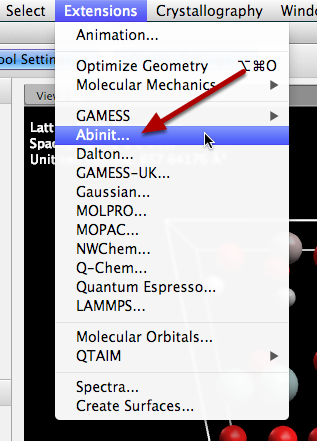 Select Extensions Crystallography Windo
Animation...
ool Settin
Optimize Geometry ⌥⌘O
Molecular Mechanics
View
GAMESS
Latt
Abinit...
Spac
Dalton...
Unit
GAMESS-UK...
Gaussian...
MOLPRO...
MOPAC...
NWChem...
Q-Chem...
Quantum Espresso...
LAMMPS...
Molecular Orbitals...
QTAIM
Spectra...
Create Surfaces...